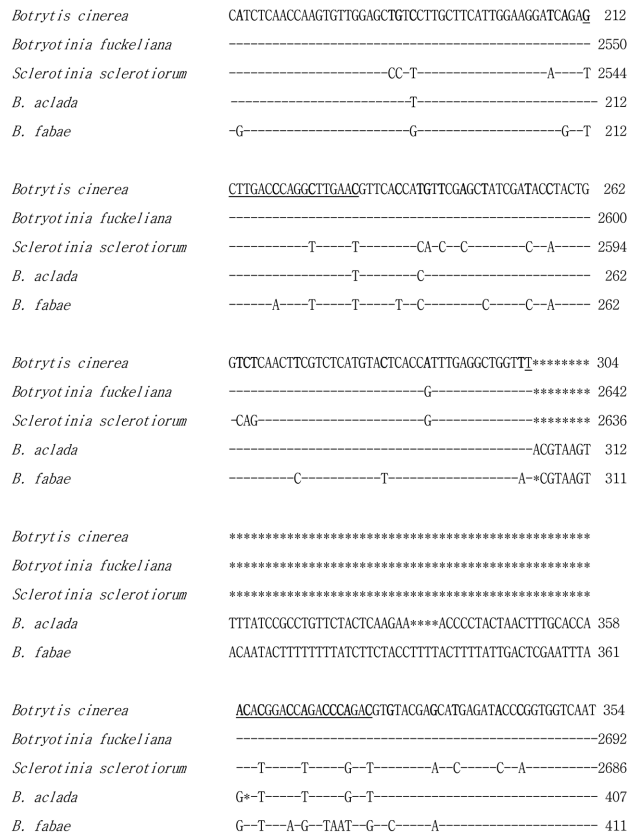 Botrytis cinerea CATCTCAACCAAGTGTTGGAGCTGTCCTTGCTTCATTGGAAGGATCAGAG 212
Botryotinia fuckeliana -------------------------------------------------- 2550
Sclerotinia sclerotiorum ----------------------CC-T------------------A----T 2544
B. aclada -------------------------T------------------------- 212
B. fabae -G-----------------------G--------------------G--T 212
Botrytis cinerea CTTGACCCAGGCTTGAACGTTCACCATGTTCGAGCTATCGATACCTACTG 262
Botryotinia fuckeliana -------------------------------------------------- 2600
Sclerotinia sclerotiorum -----------T-----T--------CA-C--C--------C--A----- 2594
B. aclada -----------------T--------C----------------------- 262
B. fabae ------A----T-----T-----T--C--------C-----C--A----- 262
Botrytis cinerea GTCTCAACTTCGTCTCATGTACTCACCATTTGAGGCTGGTTT******** 304
Botryotinia fuckeliana ---------------------------G--------------******** 2642
Sclerotinia sclerotiorum -CAG-----------------------G--------------******** 2636
B. aclada ------------------------------------------ACGTAAGT 312
B. fabae ---------C-----------T------------------A-*CGTAAGT 311
Botrytis cinerea **************************************************
Botryotinia fuckeliana **************************************************
Sclerotinia sclerotiorum **************************************************
B. aclada TTTATCCGCCTGTTCTACTCAAGAA****ACCCCTACTAACTTTGCACCA 358
B. fabae ACAATACTTTTTTTTATCTTCTACCTTTTACTTTTATTGACTCGAATTTA 361
Botrytis cinerea ACACGGACCAGACCCAGACGTGTACGAGCATGAGATACCCGGTGGTCAAT 354
Botryotinia fuckeliana -------------------------------------------------- 2692
Sclerotinia sclerotiorum ---T-----T-----G--T--------A--C-----C--A---------- 2686
B. aclada G*-T-----T-----G--T------------------------------- 407
B. fabae G--T---A-G--TAAT--G--C-----A---------------------- 411